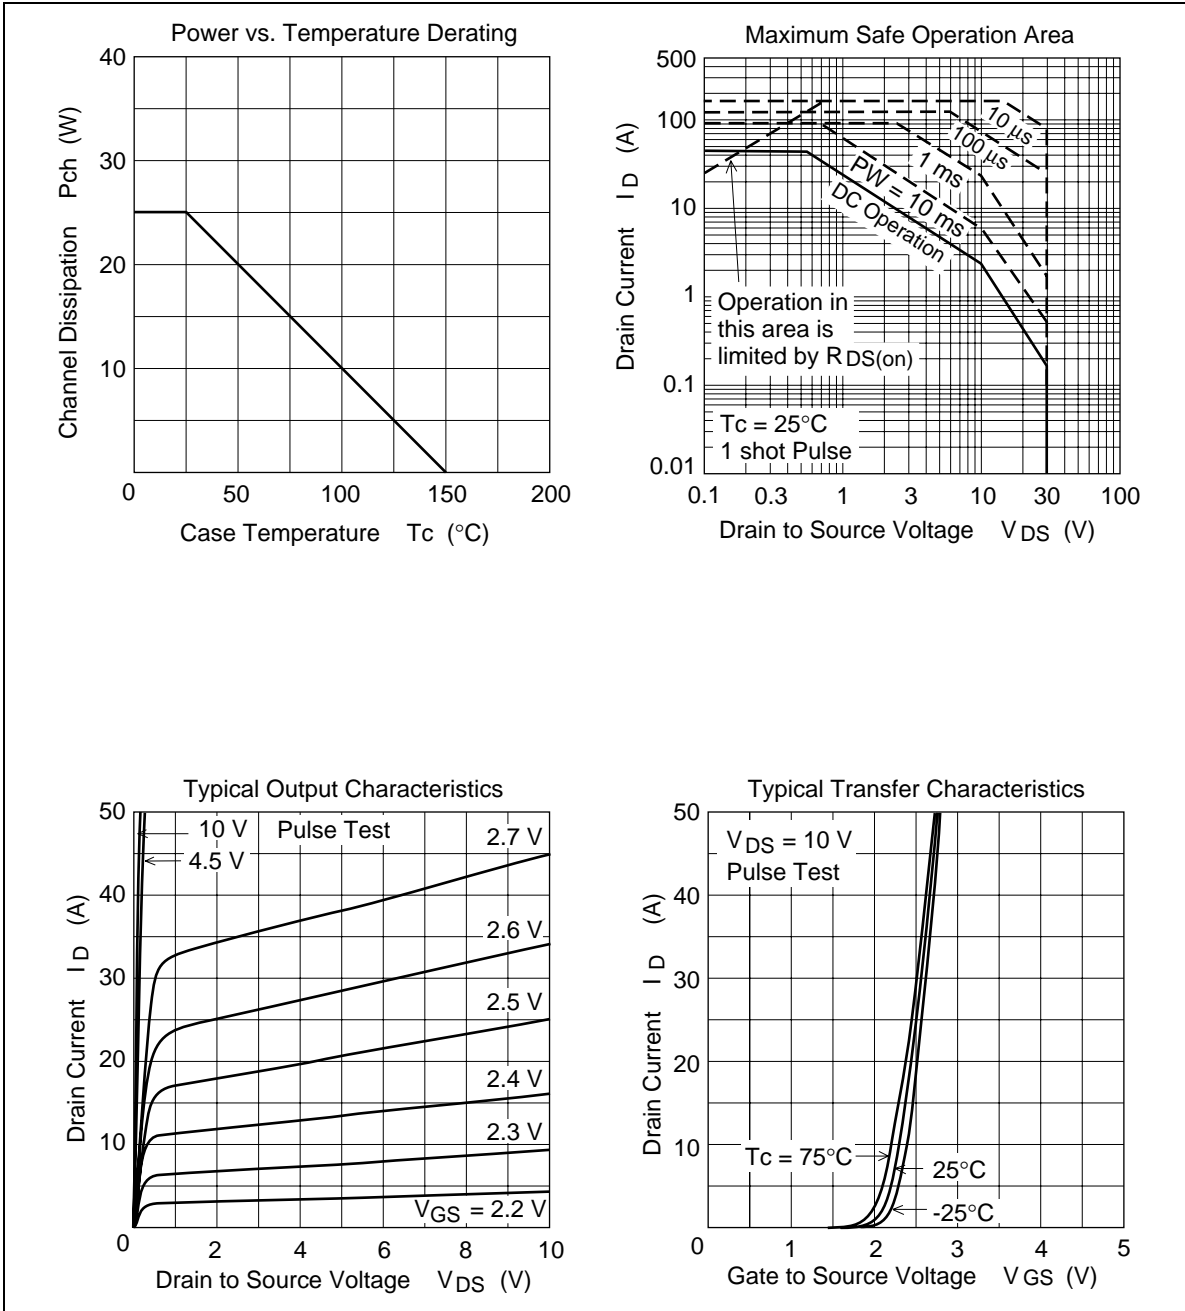 Power vs. Temperature Derating
40
30
20
10
0
50
100
150
200
Channel Dissipation Pch (W)
Case Temperature Tc (°C)
Maximum Safe Operation Area
500
100
10
1
0.1
0.01
0.1
0.3
1
3
10
30
100
Drain Current I D (A)
Drain to Source Voltage V DS (V)
10 µs
100 µs
1 ms
PW = 10 ms
DC Operation
Operation in
this area is
limited by R DS(on)
Tc = 25°C
1 shot Pulse
Typical Output Characteristics
50
40
30
20
10
0
2
4
6
8
10
Drain Current I D (A)
Drain to Source Voltage V DS (V)
10 V
4.5 V
Pulse Test
2.7 V
2.6 V
2.5 V
2.4 V
2.3 V
VGS = 2.2 V
Typical Transfer Characteristics
50
40
30
20
10
0
1
2
3
4
5
Drain Current I D (A)
Gate to Source Voltage V GS (V)
V DS = 10 V
Pulse Test
Tc = 75°C
25°C
-25°C